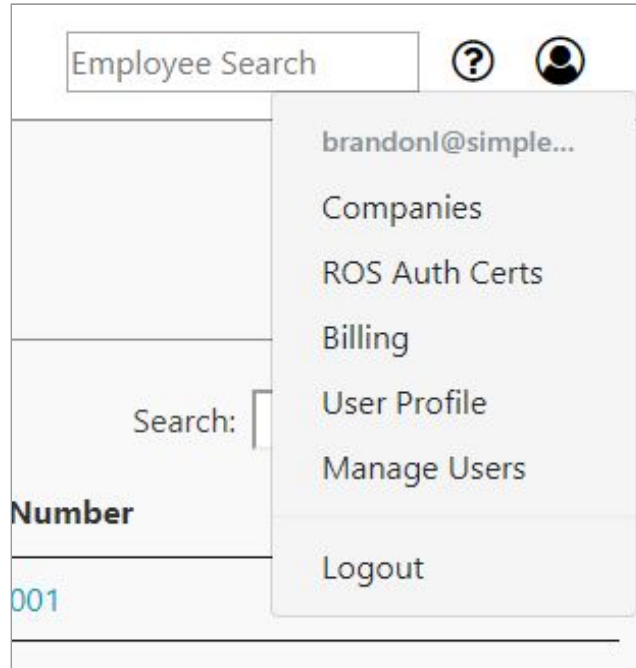 Employee Search
brandonl@simple...
Companies
ROS Auth Certs
Billing
User Profile
Search:
Manage Users
Number
Logout
001